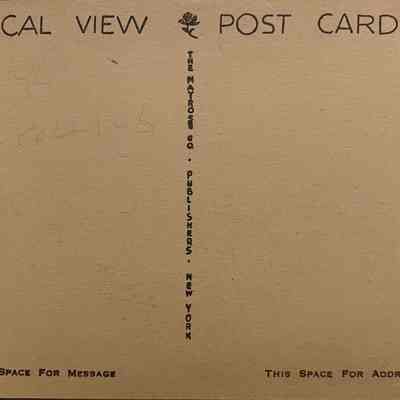 CAL VIEW POST CARD
THE MAYROSE CO. · PUBLISHERS · NEW YORK
SPACE FOR MESSAGE
THIS SPACE FOR ADDR